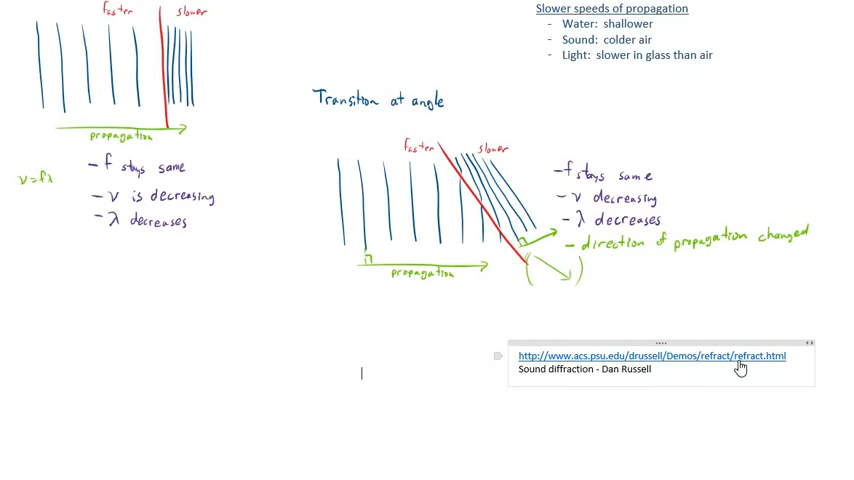 faster slower
propagation
v=fλ
- f stays same
- v is decreasing
- λ decreases
Slower speeds of propagation
- Water: shallower
- Sound: colder air
- Light: slower in glass than air
Transition at angle
faster slower
propagation
- f stays same
- v decreasing
- λ decreases
- direction of propagation changed
http://www.acs.psu.edu/drussell/Demos/refract/refract.html
Sound diffraction - Dan Russell